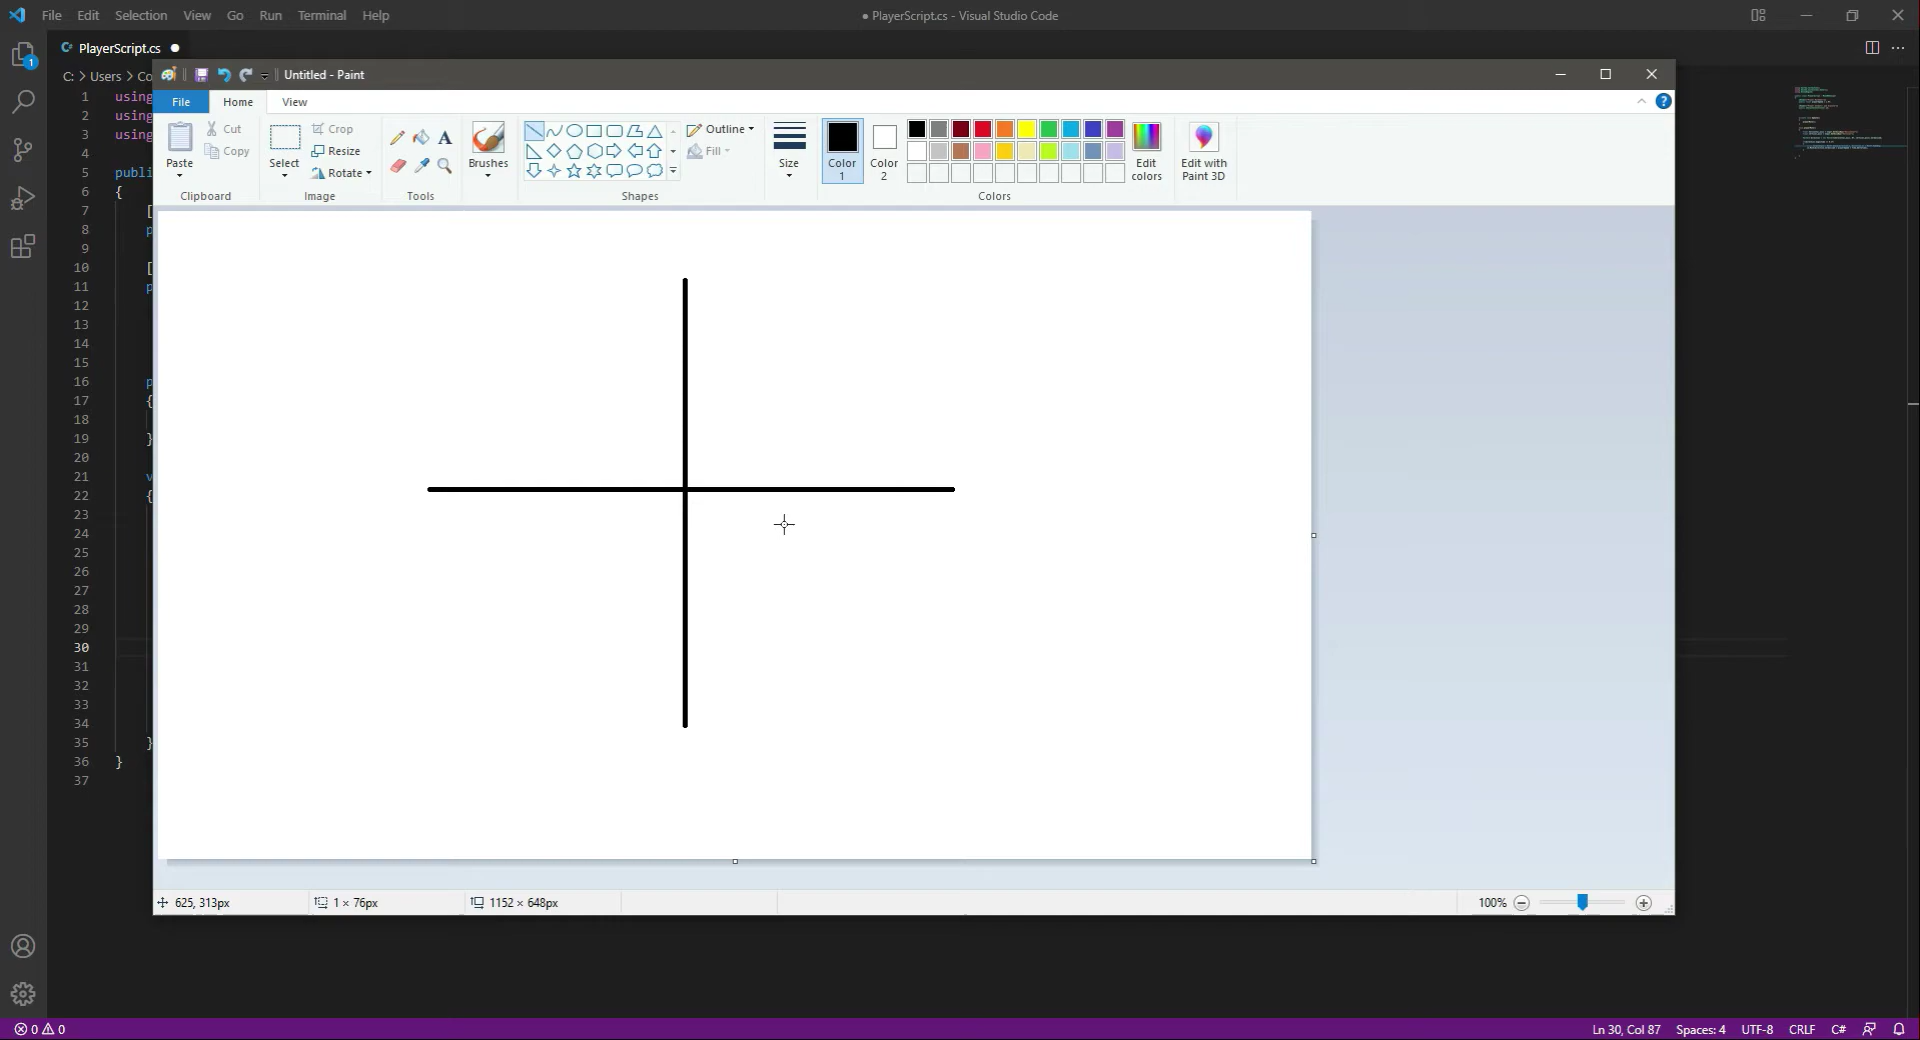 File Edit Selection View Go Run Terminal Help
● PlayerScript.cs - Visual Studio Code
PlayerScript.cs ●
C: > Users > Co
Untitled - Paint
File Home View
Paste
Cut
Copy
Clipboard
Select
Crop
Resize
Rotate
Image
A
Tools
Brushes
Outline
Fill
Shapes
Size
Color 1
Color 2
Edit colors
Colors
Edit with Paint 3D
1 using
2 using
3 using
4
5 publi
6 {
7 [
8 p
9
10 [
11 p
12
13
14
15
16 p
17 {
18
19 }
20
21 v
22 {
23
24
25
26
27
28
29
30
31
32
33
34
35 }
36 }
37
625, 313px 1 × 76px 1152 × 648px 100%
1
0 0 Ln 30, Col 87 Spaces: 4 UTF-8 CRLF C#